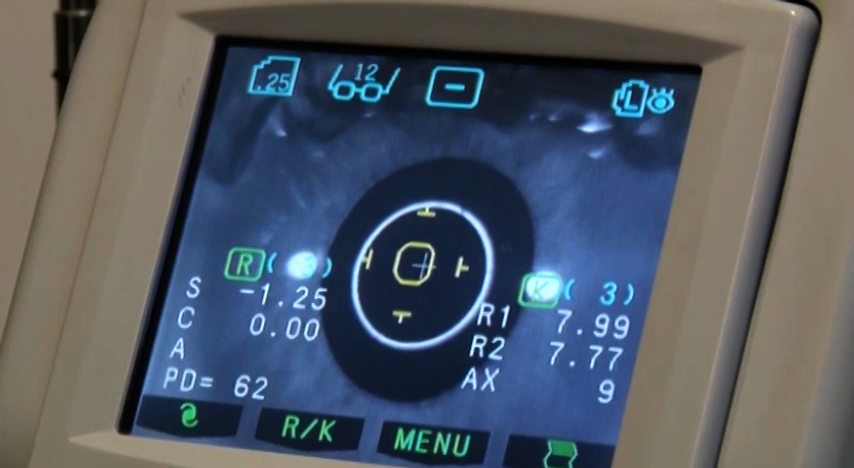 .25 12 - L
R ( )
K ( 3 )
S -1.25
C 0.00
A
PD= 62
R1 7.99
R2 7.77
AX 9
R/K MENU